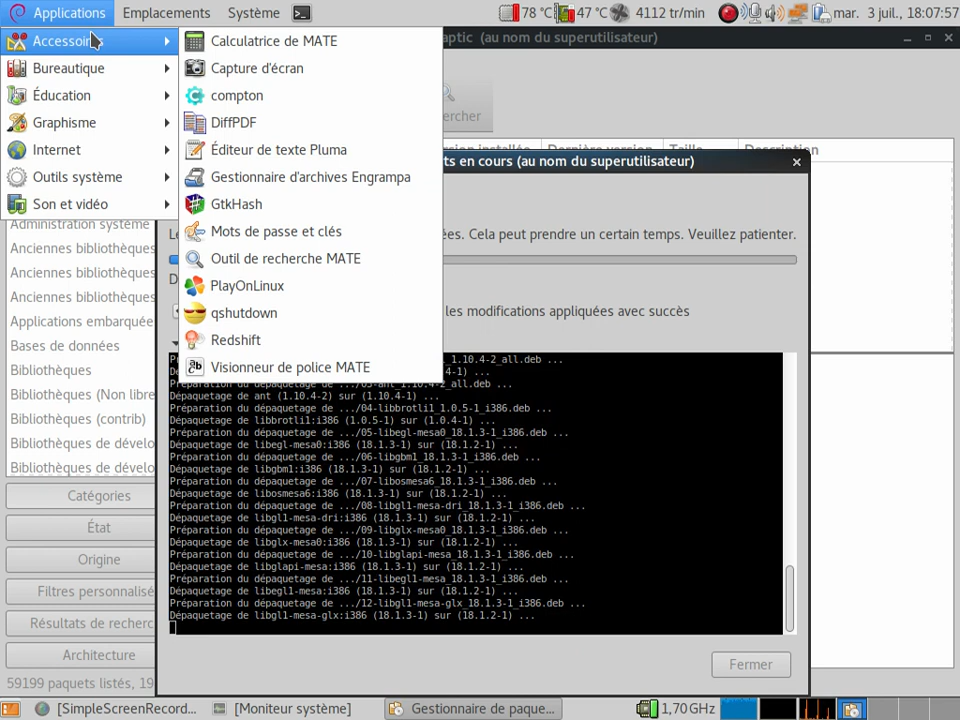 Applications Emplacements Système 78 °C 47 °C 4112 tr/min mar. 3 juil., 18:07:57
Accessoires
Bureautique
Éducation
Graphisme
Internet
Outils système
Son et vidéo
Calculatrice de MATE
Capture d'écran
compton
DiffPDF
Éditeur de texte Pluma
Gestionnaire d'archives Engrampa
GtkHash
Mots de passe et clés
Outil de recherche MATE
PlayOnLinux
qshutdown
Redshift
Visionneur de police MATE
aptic (au nom du superutilisateur)
chercher
Description
ts en cours (au nom du superutilisateur)
ées. Cela peut prendre un certain temps. Veuillez patienter.
les modifications appliquées avec succès
Administration système
Anciennes bibliothèques
Anciennes bibliothèques
Anciennes bibliothèques
Applications embarquée
Bases de données
Bibliothèques
Bibliothèques (Non libre
Bibliothèques (contrib)
Bibliothèques de dévelo
Bibliothèques de dévelo
Catégories
État
Origine
Filtres personnalisé
Résultats de recherc
Architecture
59199 paquets listés, 19
_1.10.4-2_all.deb ...
4-1) ...
Préparation du dépaquetage de .../03-ant_1.10.4-2_all.deb ...
Dépaquetage de ant (1.10.4-2) sur (1.10.4-1) ...
Préparation du dépaquetage de .../04-libbrotli1_1.0.5-1_i386.deb ...
Dépaquetage de libbrotli1:i386 (1.0.5-1) sur (1.0.4-1) ...
Préparation du dépaquetage de .../05-libegl-mesa0_18.1.3-1_i386.deb ...
Dépaquetage de libegl-mesa0:i386 (18.1.3-1) sur (18.1.2-1) ...
Préparation du dépaquetage de .../06-libgbm1_18.1.3-1_i386.deb ...
Dépaquetage de libgbm1:i386 (18.1.3-1) sur (18.1.2-1) ...
Préparation du dépaquetage de .../07-libosmesa6_18.1.3-1_i386.deb ...
Dépaquetage de libosmesa6:i386 (18.1.3-1) sur (18.1.2-1) ...
Préparation du dépaquetage de .../08-libgl1-mesa-dri_18.1.3-1_i386.deb ...
Dépaquetage de libgl1-mesa-dri:i386 (18.1.3-1) sur (18.1.2-1) ...
Préparation du dépaquetage de .../09-libglx-mesa0_18.1.3-1_i386.deb ...
Dépaquetage de libglx-mesa0:i386 (18.1.3-1) sur (18.1.2-1) ...
Préparation du dépaquetage de .../10-libglapi-mesa_18.1.3-1_i386.deb ...
Dépaquetage de libglapi-mesa:i386 (18.1.3-1) sur (18.1.2-1) ...
Préparation du dépaquetage de .../11-libegl1-mesa_18.1.3-1_i386.deb ...
Dépaquetage de libegl1-mesa:i386 (18.1.3-1) sur (18.1.2-1) ...
Préparation du dépaquetage de .../12-libgl1-mesa-glx_18.1.3-1_i386.deb ...
Dépaquetage de libgl1-mesa-glx:i386 (18.1.3-1) sur (18.1.2-1) ...
Fermer
[SimpleScreenRecord... [Moniteur système] Gestionnaire de paque... 1,70GHz